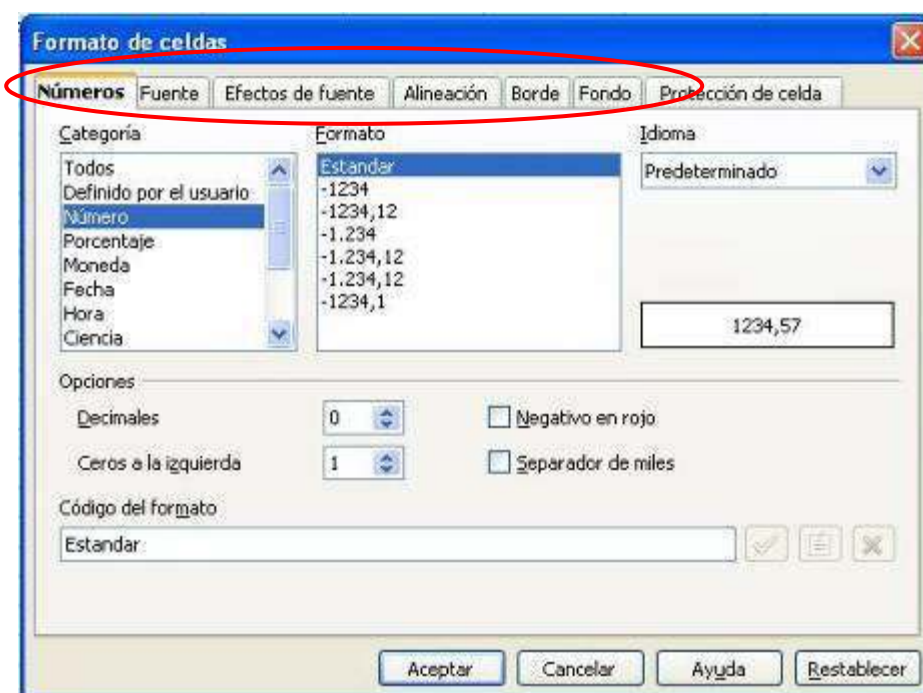 Formato de celdas
Números Fuente Efectos de fuente Alineación Borde Fondo Protección de celda
Categoría Formato Idioma
Todos Estandar Predeterminado
Definido por el usuario -1234
Número -1234,12
Porcentaje -1.234
Moneda -1.234,12
Fecha -1.234,12
Hora -1234,1
Ciencia 1234,57
Opciones
Decimales 0 Negativo en rojo
Ceros a la izquierda 1 Separador de miles
Código del formato
Estandar
Aceptar Cancelar Ayuda Restablecer